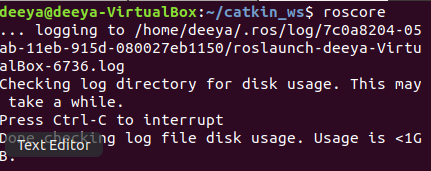 deeya@deeya-VirtualBox:~/catkin_ws$ roscore
... logging to /home/deeya/.ros/log/7c0a8204-05
ab-11eb-915d-080027eb1150/roslaunch-deeya-Virtu
alBox-6736.log
Checking log directory for disk usage. This may
take a while.
Press Ctrl-C to interrupt
Done checking log file disk usage. Usage is <1G
Text Editor
B.